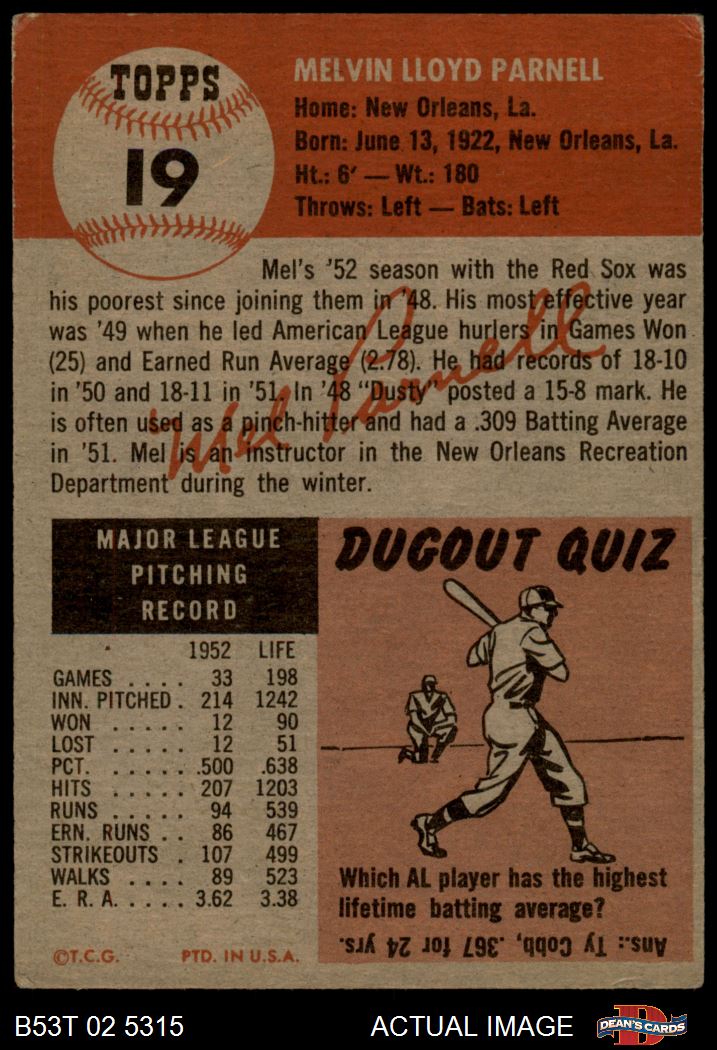 TOPPS
19
MELVIN LLOYD PARNELL
Home: New Orleans, La.
Born: June 13, 1922, New Orleans, La.
Ht.: 6' — Wt.: 180
Throws: Left — Bats: Left
Mel's '52 season with the Red Sox was
his poorest since joining them in '48. His most effective year
was '49 when he led American League hurlers in Games Won
(25) and Earned Run Average (2.78). He had records of 18-10
in '50 and 18-11 in '51. In '48 "Dusty" posted a 15-8 mark. He
is often used as a pinch-hitter and had a .309 Batting Average
in '51. Mel is an instructor in the New Orleans Recreation
Department during the winter.
Mel Parnell
MAJOR LEAGUE
PITCHING
RECORD
1952 LIFE
GAMES .... 33 198
INN. PITCHED . 214 1242
WON ..... 12 90
LOST ..... 12 51
PCT. ..... .500 .638
HITS ..... 207 1203
RUNS ..... 94 539
ERN. RUNS .. 86 467
STRIKEOUTS . 107 499
WALKS .... 89 523
E. R. A. .... 3.62 3.38
©T.C.G. PTD. IN U.S.A.
DUGOUT QUIZ
Which AL player has the highest
lifetime batting average?
Ans.: Ty Cobb, .367 for 24 yrs.
B53T 02 5315 ACTUAL IMAGE DEAN'S CARDS